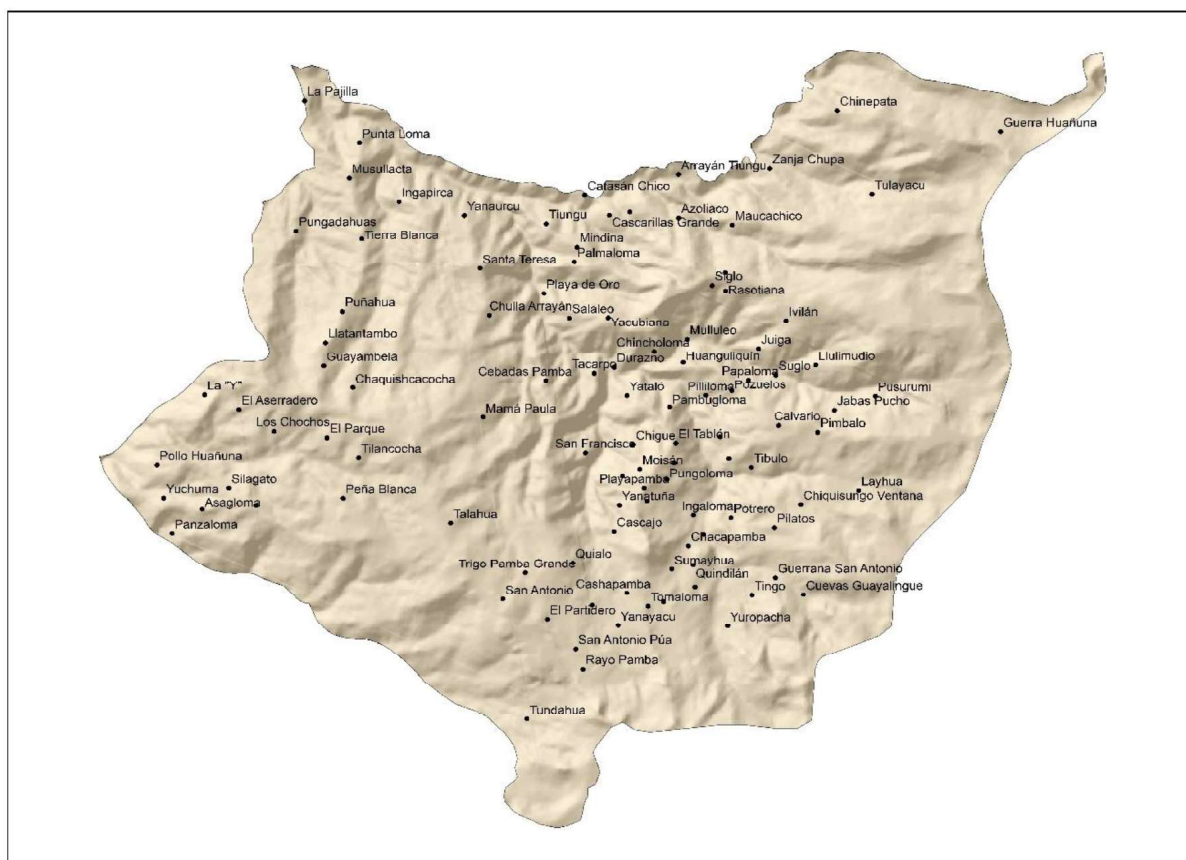 La Pajilla
Chinepata
Guerra Huañuna
Punta Loma
Zanja Chupa
Arrayán Tiungu
Musullacta
Catasán Chico
Tulayacu
Ingapirca
Yanaurcu
Tiungu
Azoliaco
Cascarillas Grande
Maucachico
Pungadahuas
Tierra Blanca
Mindina
Palmaloma
Santa Teresa
Siglo
Playa de Oro
Rasotiana
Puñahua
Chulla Arrayán
Salaleo
Yacubiana
Ivilán
Mulluleo
Llatantambo
Chincholoma
Juiga
Guayambela
Tacarpo
Durazno
Huanguliquín
Llulimudio
Suglo
Cebadas Pamba
Papaloma
La "Y"
Chaquishcacocha
Yataló
Pilliloma
Pozuelos
Pusurumi
El Aserradero
Pambugloma
Jabas Pucho
Mamá Paula
Los Chochos
El Parque
Calvario
Pimbalo
San Francisco
Chigue
El Tablón
Pollo Huañuna
Tilancocha
Moisán
Tibulo
Silagato
Playapamba
Pungoloma
Yuchuma
Peña Blanca
Layhua
Asagloma
Yanatuña
Chiquisungo Ventana
Ingaloma
Potrero
Panzaloma
Talahua
Cascajo
Pilatos
Chacapamba
Quialo
Trigo Pamba Grande
Sumayhua
Quindilán
Guerrana San Antonio
San Antonio
Cashapamba
Tingo
Cuevas Guayalingue
El Partidero
Tomaloma
Yanayacu
Yuropacha
San Antonio Púa
Rayo Pamba
Tundahua